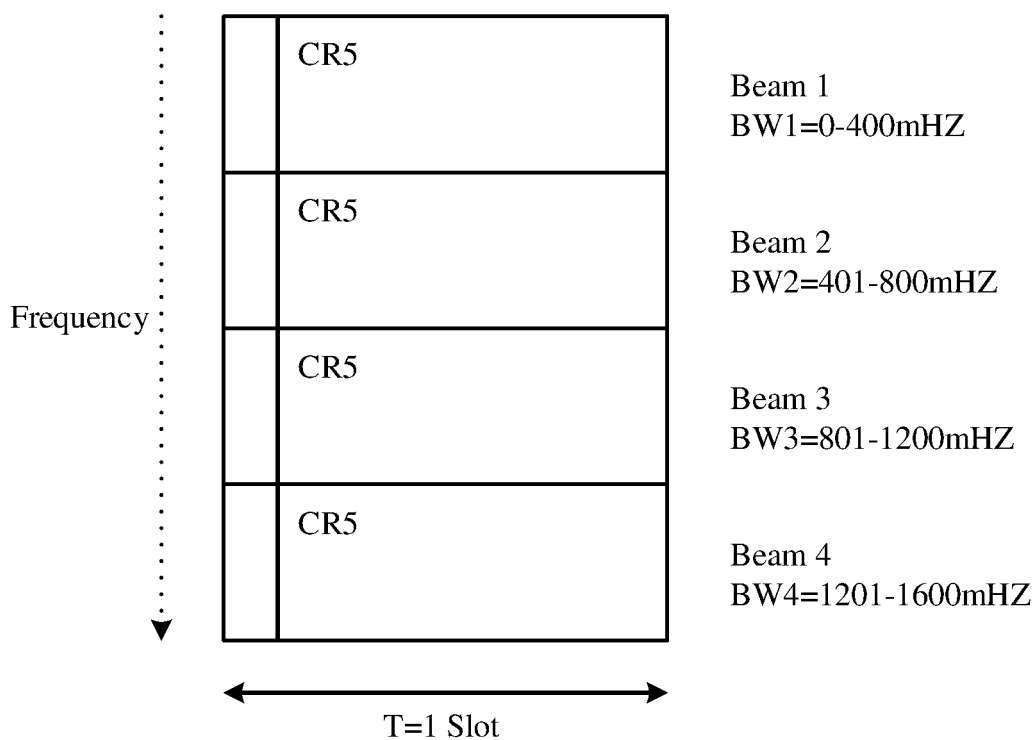 CR5
Beam 1
BW1=0-400mHZ
CR5
Beam 2
BW2=401-800mHZ
Frequency
CR5
Beam 3
BW3=801-1200mHZ
CR5
Beam 4
BW4=1201-1600mHZ
T=1 Slot